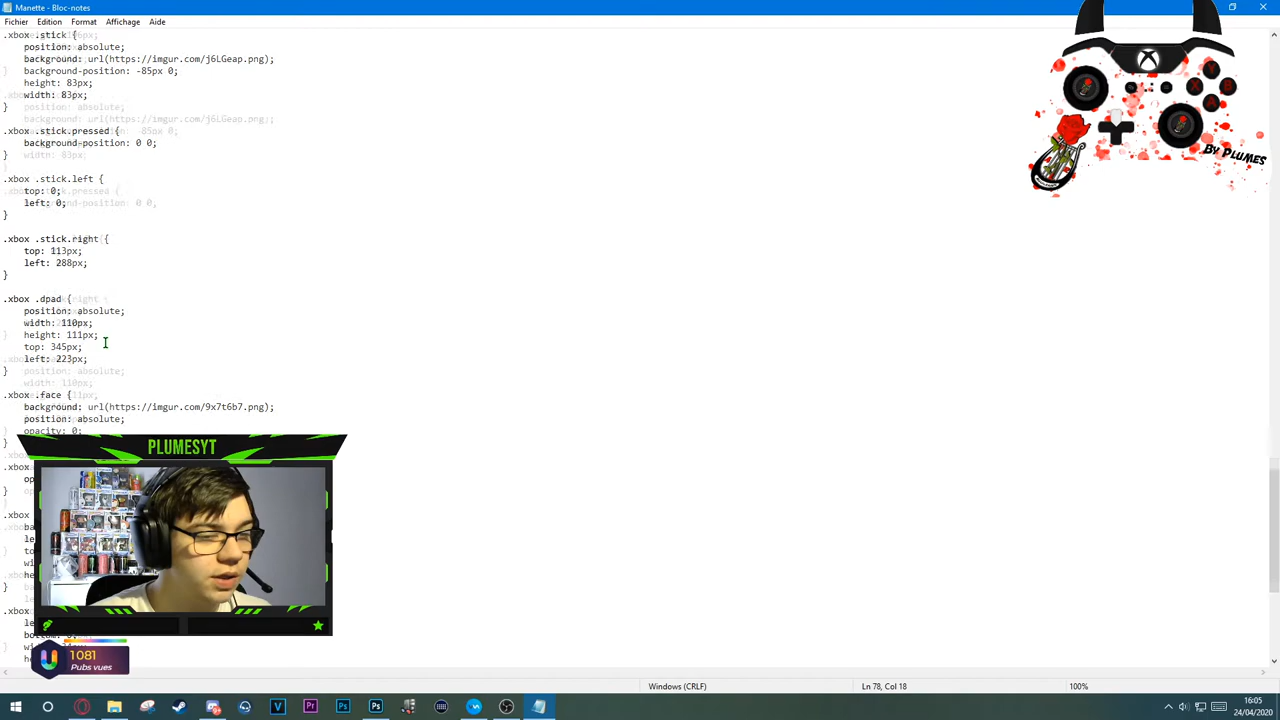 Manette - Bloc-notes
Fichier Edition Format Affichage Aide
.xbox .stick {
position: absolute;
background: url(https://imgur.com/j6LGeap.png);
background-position: -85px 0;
height: 83px;
width: 83px;
}
.xbox .stick.pressed {
background-position: 0 0;
}
.xbox .stick.left {
top: 0;
left: 0;
}
.xbox .stick.right {
top: 113px;
left: 288px;
}
.xbox .dpad {
position: absolute;
width: 110px;
height: 111px;
top: 345px;
left: 223px;
}
.xbox .face {
background: url(https://imgur.com/9x7t6b7.png);
position: absolute;
opacity: 0;
}
X Y B A
By PLUMES
PLUMESYT
1081
Pubs vues
Windows (CRLF)
Ln 78, Col 18
100%
16:05
24/04/2020